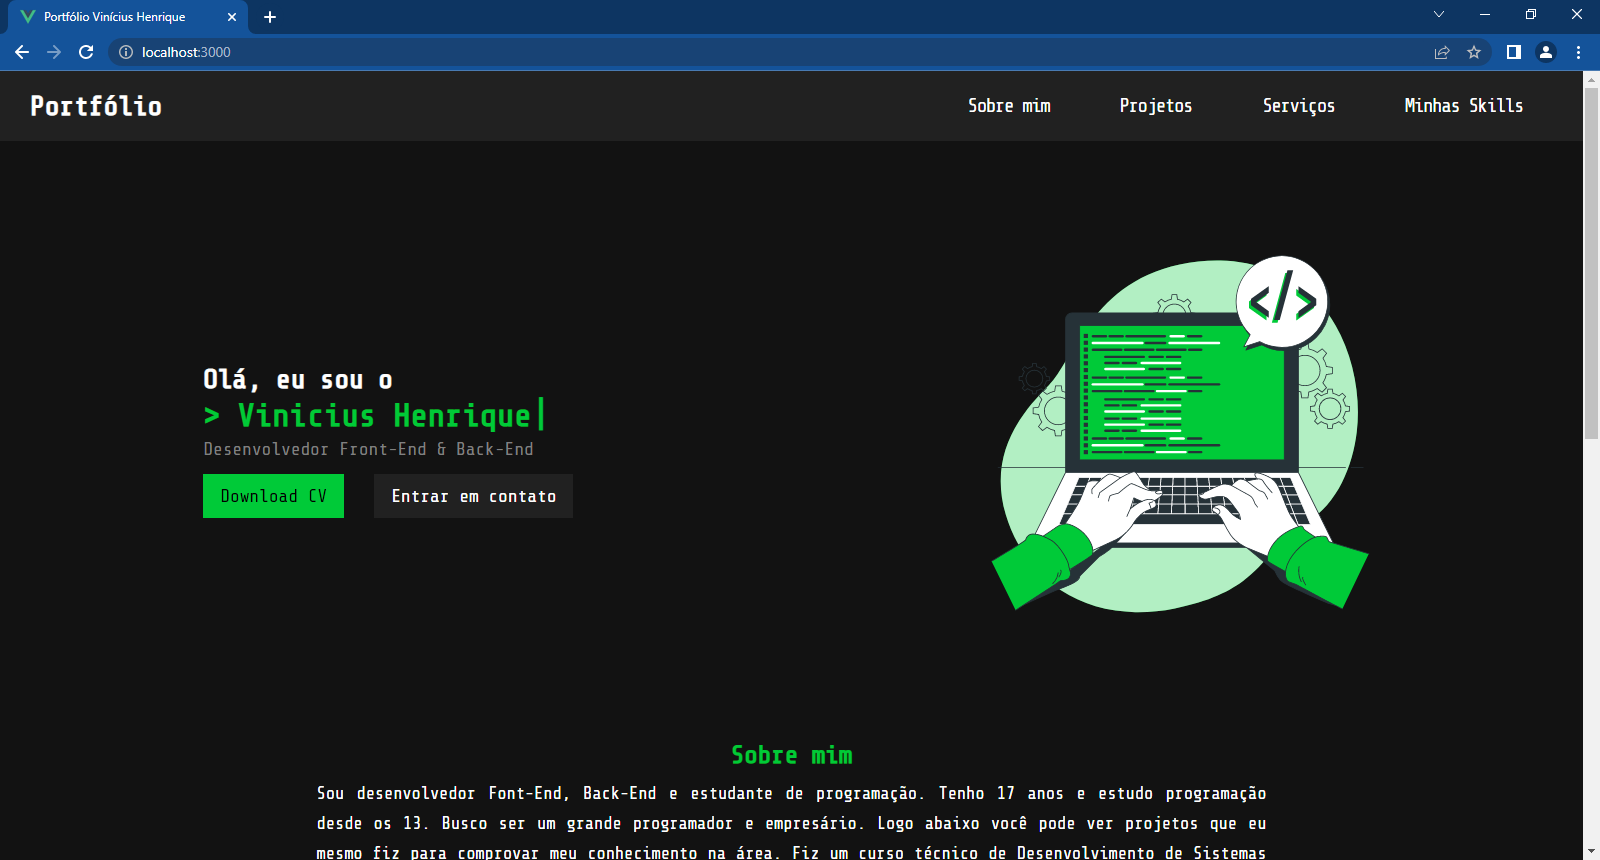 Portfólio Vinícius Henrique
localhost:3000
Portfólio
Sobre mim
Projetos
Serviços
Minhas Skills
</>
Olá, eu sou o
> Vinicius Henrique|
Desenvolvedor Front-End & Back-End
Download CV
Entrar em contato
Sobre mim
Sou desenvolvedor Font-End, Back-End e estudante de programação. Tenho 17 anos e estudo programação
desde os 13. Busco ser um grande programador e empresário. Logo abaixo você pode ver projetos que eu
mesmo fiz para comprovar meu conhecimento na área. Fiz um curso técnico de Desenvolvimento de Sistemas